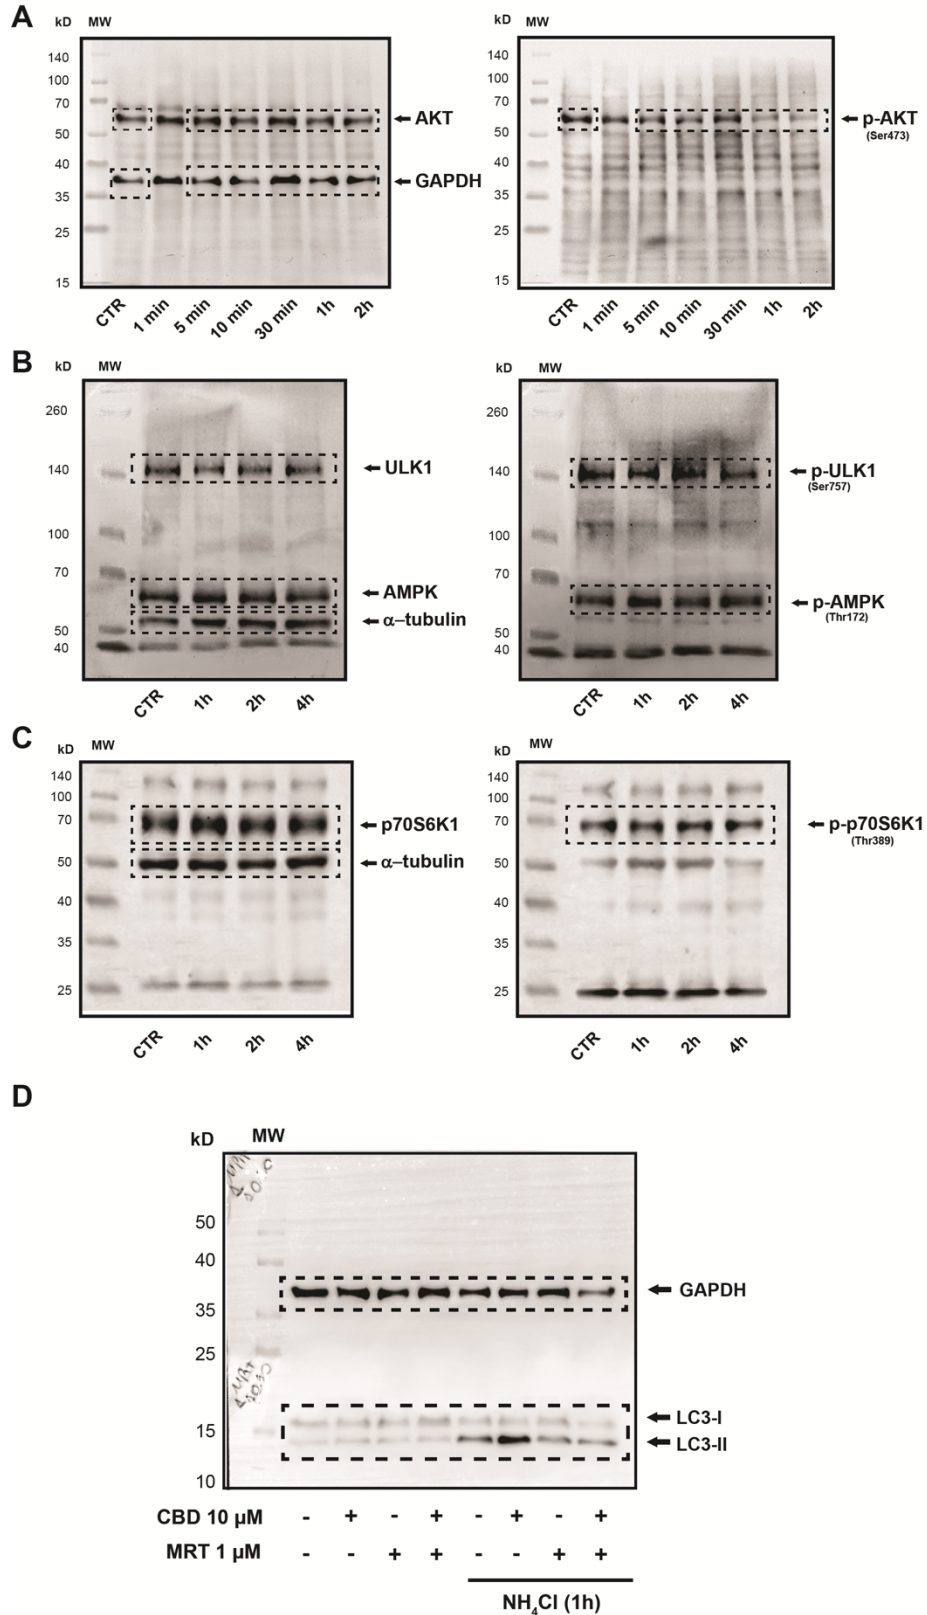 A
kD MW
140
100
70
50
40
35
25
15
AKT
GAPDH
CTR 1 min 5 min 10 min 30 min 1h 2h
kD MW
140
100
70
50
40
35
25
15
p-AKT
(Ser473)
CTR 1 min 5 min 10 min 30 min 1h 2h
B
kD MW
260
140
100
70
50
40
ULK1
AMPK
α–tubulin
CTR 1h 2h 4h
kD MW
260
140
100
70
50
40
p-ULK1
(Ser757)
p-AMPK
(Thr172)
CTR 1h 2h 4h
C
kD MW
140
100
70
50
40
35
25
p70S6K1
α–tubulin
CTR 1h 2h 4h
kD MW
140
100
70
50
40
35
25
p-p70S6K1
(Thr389)
CTR 1h 2h 4h
D
kD MW
50
40
35
25
15
10
GAPDH
LC3-I
LC3-II
CBD 10 µM - + - + - + - +
MRT 1 µM - - + + - - + +
NH4Cl (1h)